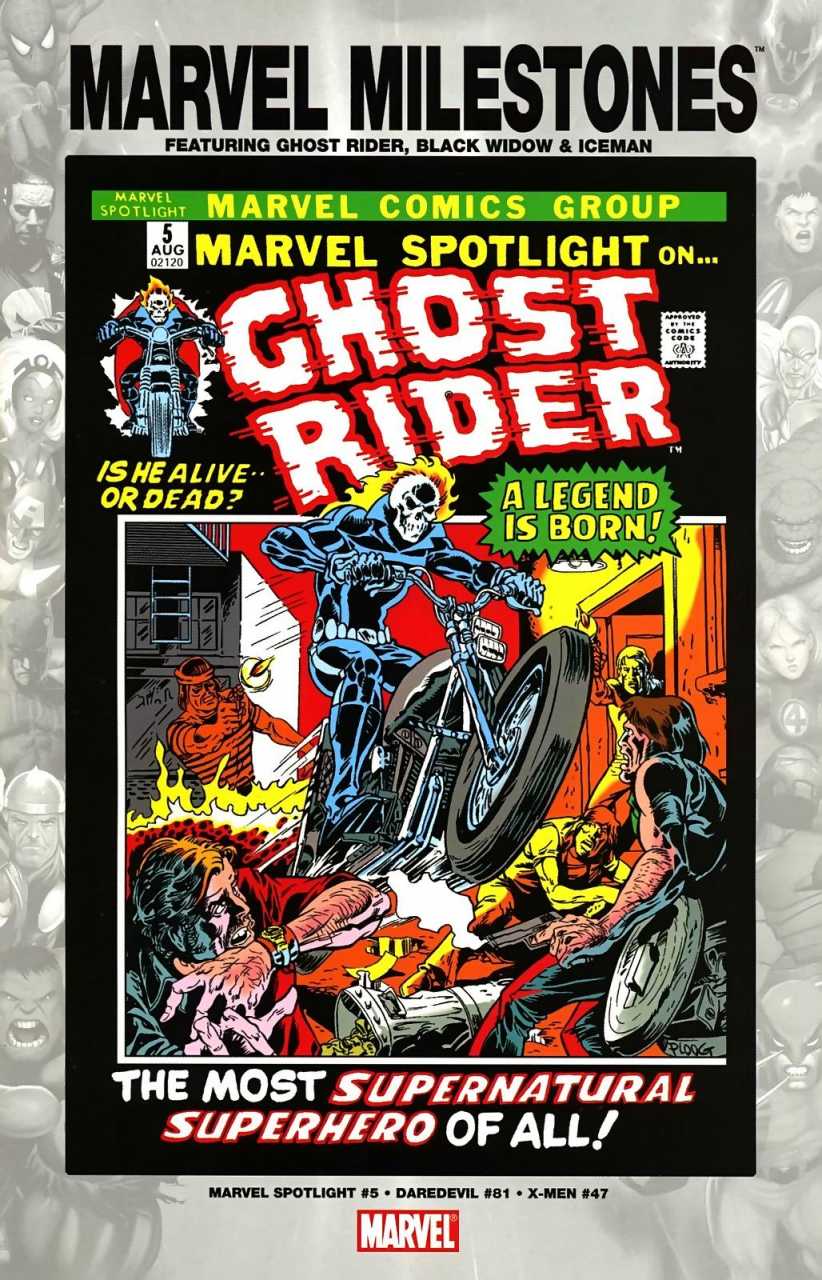 MARVEL MILESTONES™
FEATURING GHOST RIDER, BLACK WIDOW & ICEMAN
MARVEL
SPOTLIGHT
MARVEL COMICS GROUP
5
AUG
02120
MARVEL SPOTLIGHT ON...
GHOST
RIDER
TM
APPROVED
BY THE
COMICS
CODE
AUTHORITY
IS HE ALIVE··
OR DEAD?
A LEGEND
IS BORN!
PLOOG
THE MOST SUPERNATURAL
SUPERHERO OF ALL!
MARVEL SPOTLIGHT #5 • DAREDEVIL #81 • X-MEN #47
MARVEL®